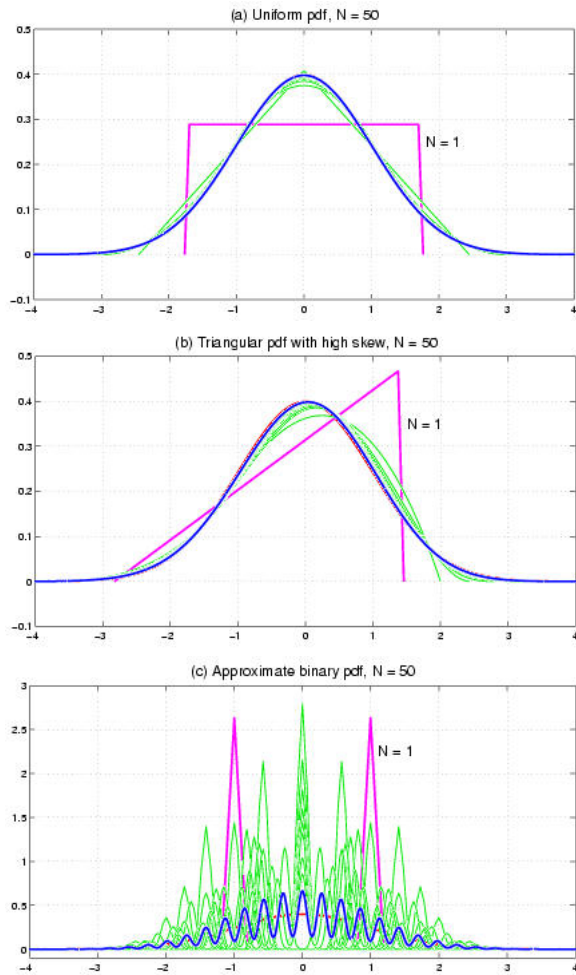 (a) Uniform pdf, N = 50
0.5
0.4
0.3
0.2
0.1
0
−0.1
−4 −3 −2 −1 0 1 2 3 4
N = 1
(b) Triangular pdf with high skew, N = 50
0.5
0.4
0.3
0.2
0.1
0
−0.1
−4 −3 −2 −1 0 1 2 3 4
N = 1
(c) Approximate binary pdf, N = 50
3
2.5
2
1.5
1
0.5
0
−4 −3 −2 −1 0 1 2 3 4
N = 1